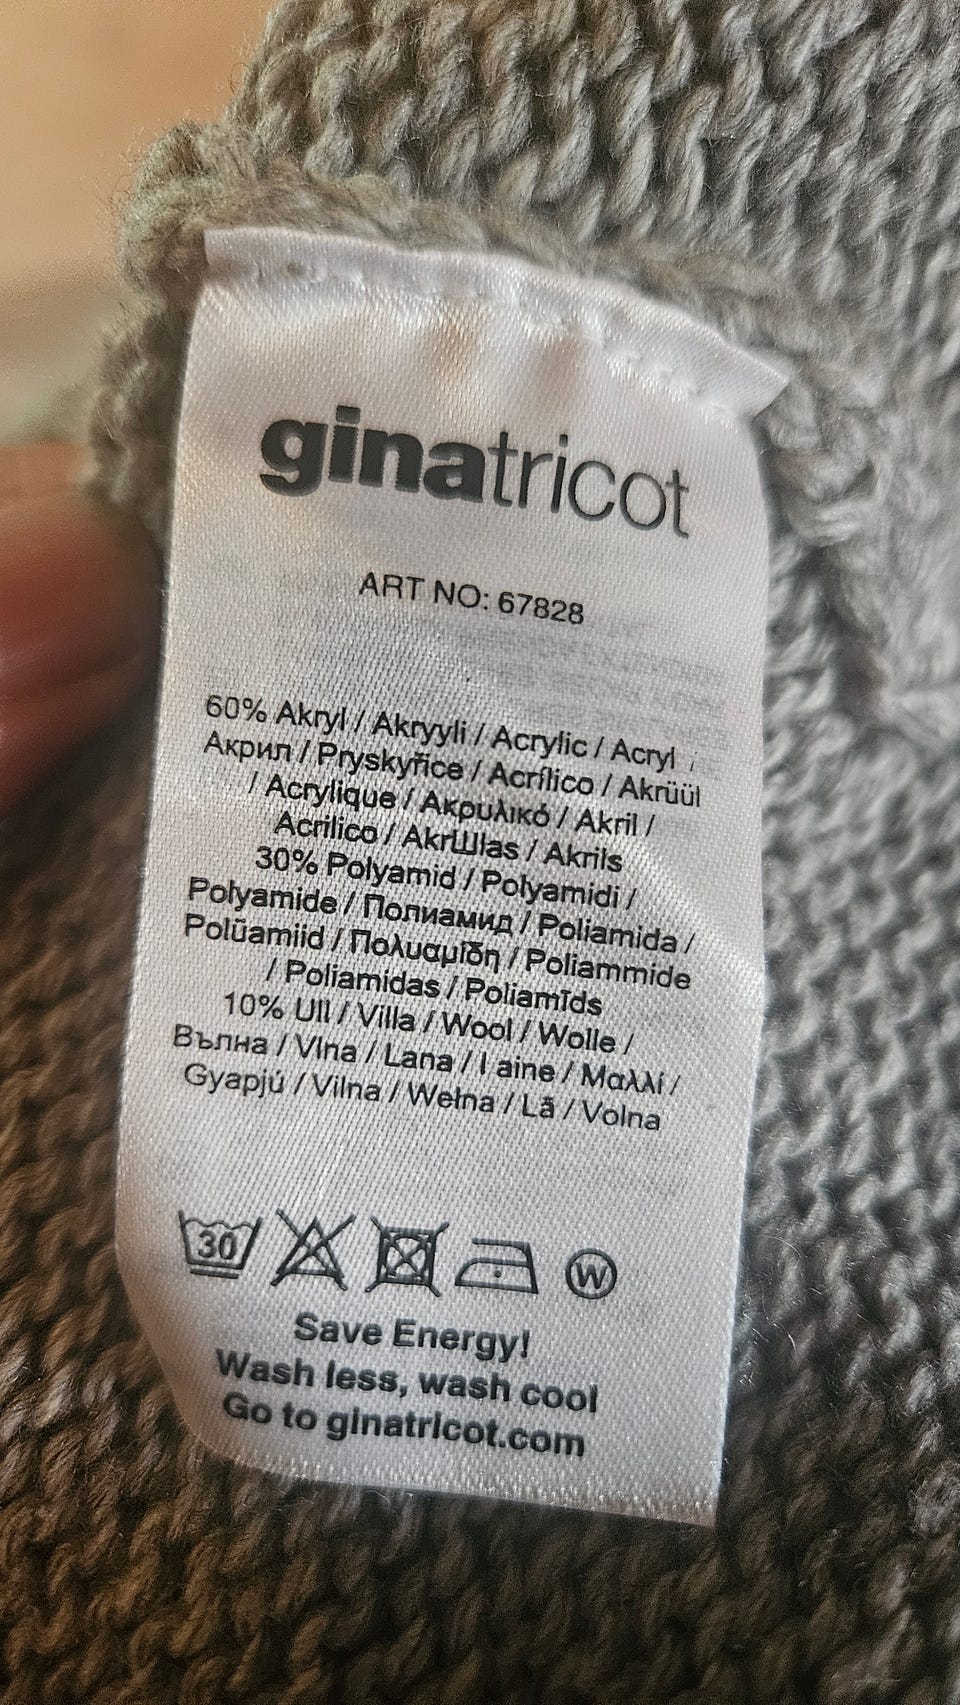 ginatricot
ART NO: 67828
60% Akryl / Akryyli / Acrylic / Acryl /
Акрил / Pryskyřice / Acrílico / Akrüül
/ Acrylique / Ακρυλικό / Akril /
Acrilico / AkrШlas / Akrils
30% Polyamid / Polyamidi /
Polyamide / Полиамид / Poliamida /
Polüamiid / Πολυαμίδη / Poliammide
/ Poliamidas / Poliamīds
10% Ull / Villa / Wool / Wolle /
Вълна / Vlna / Lana / Laine / Μαλλί /
Gyapjú / Vilna / Wełna / Lã / Volna
30
W
Save Energy!
Wash less, wash cool
Go to ginatricot.com